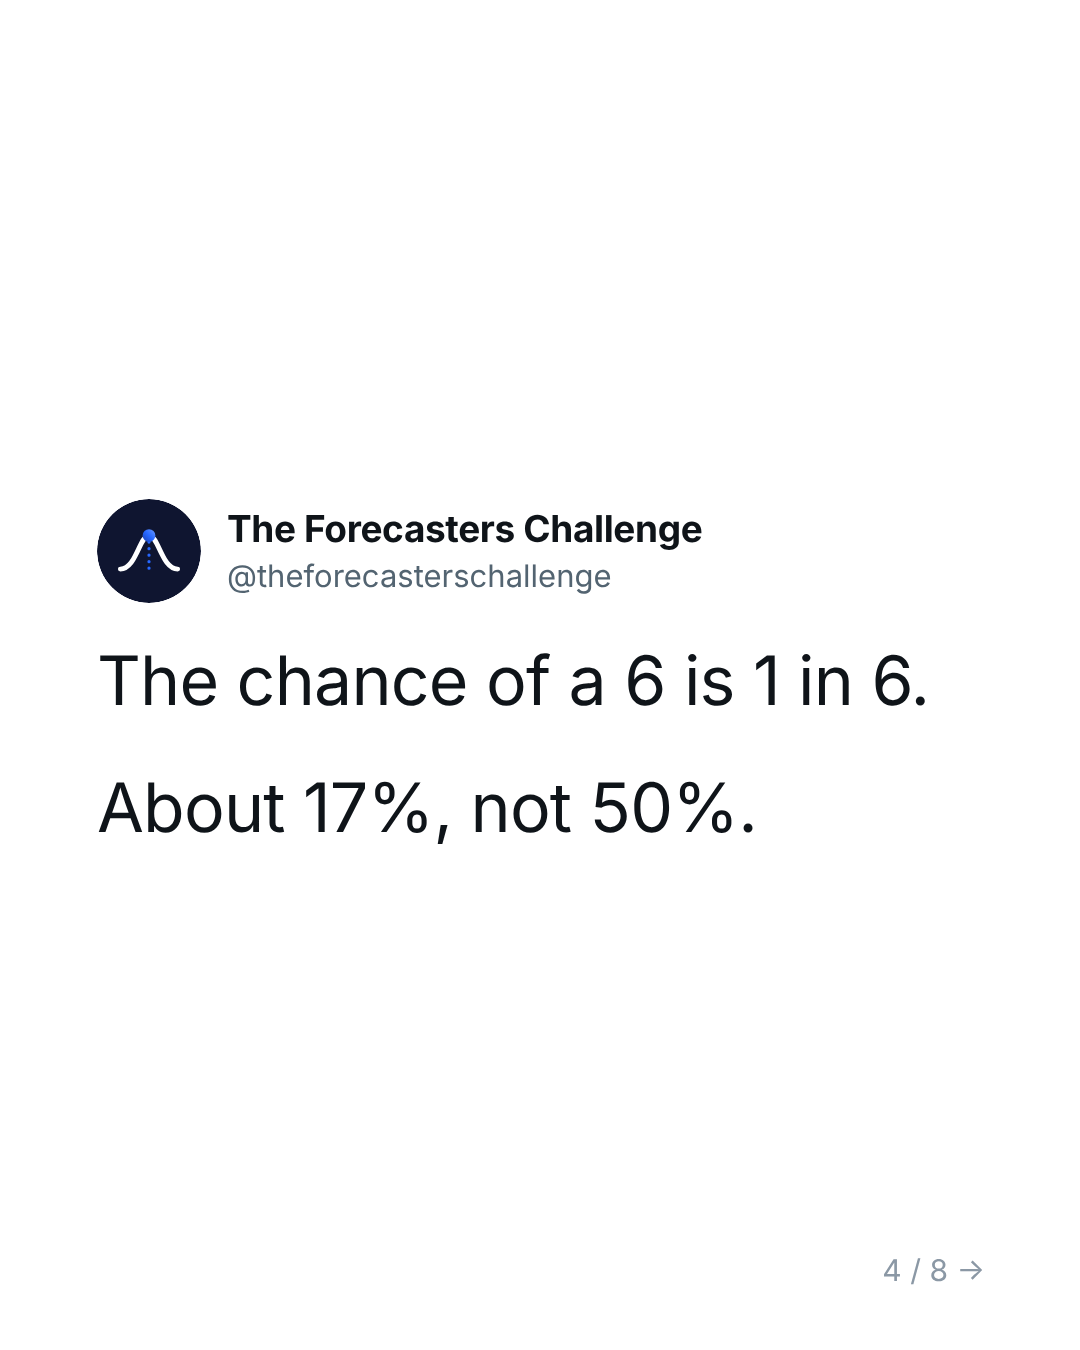 The Forecasters Challenge
@theforecasterschallenge
The chance of a 6 is 1 in 6.
About 17%, not 50%.
4 / 8 →